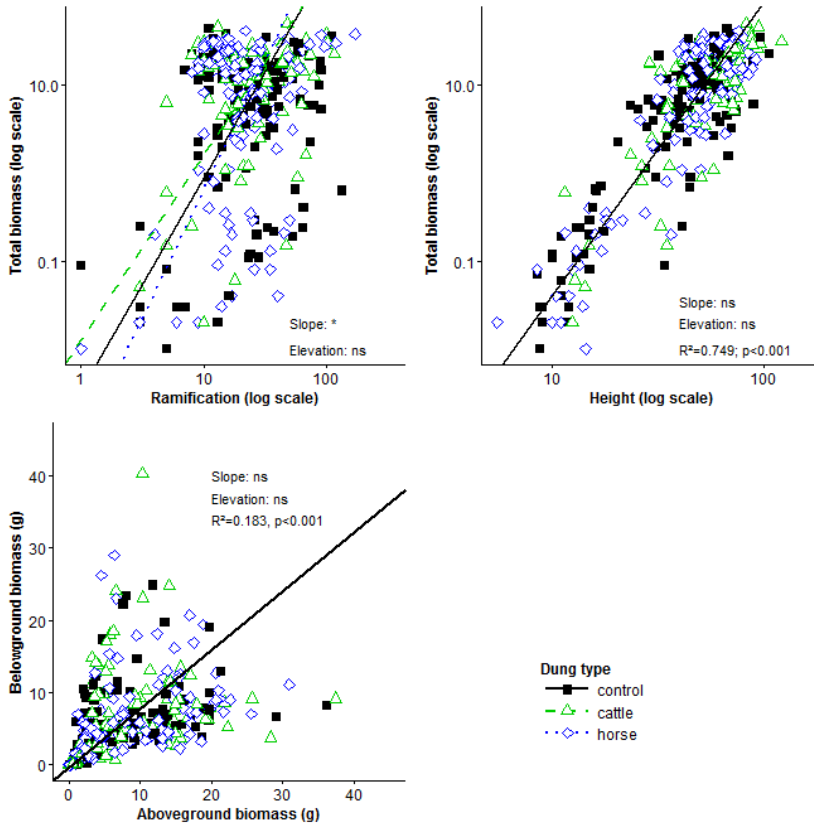 Total biomass (log scale)
10.0
0.1
Slope: *
Elevation: ns
1
10
100
Ramification (log scale)
Total biomass (log scale)
10.0
0.1
Slope: ns
Elevation: ns
R²=0.749; p<0.001
10
100
Height (log scale)
Belowground biomass (g)
40
30
20
10
0
Slope: ns
Elevation: ns
R²=0.183, p<0.001
0
10
20
30
40
Aboveground biomass (g)
Dung type
control
cattle
horse